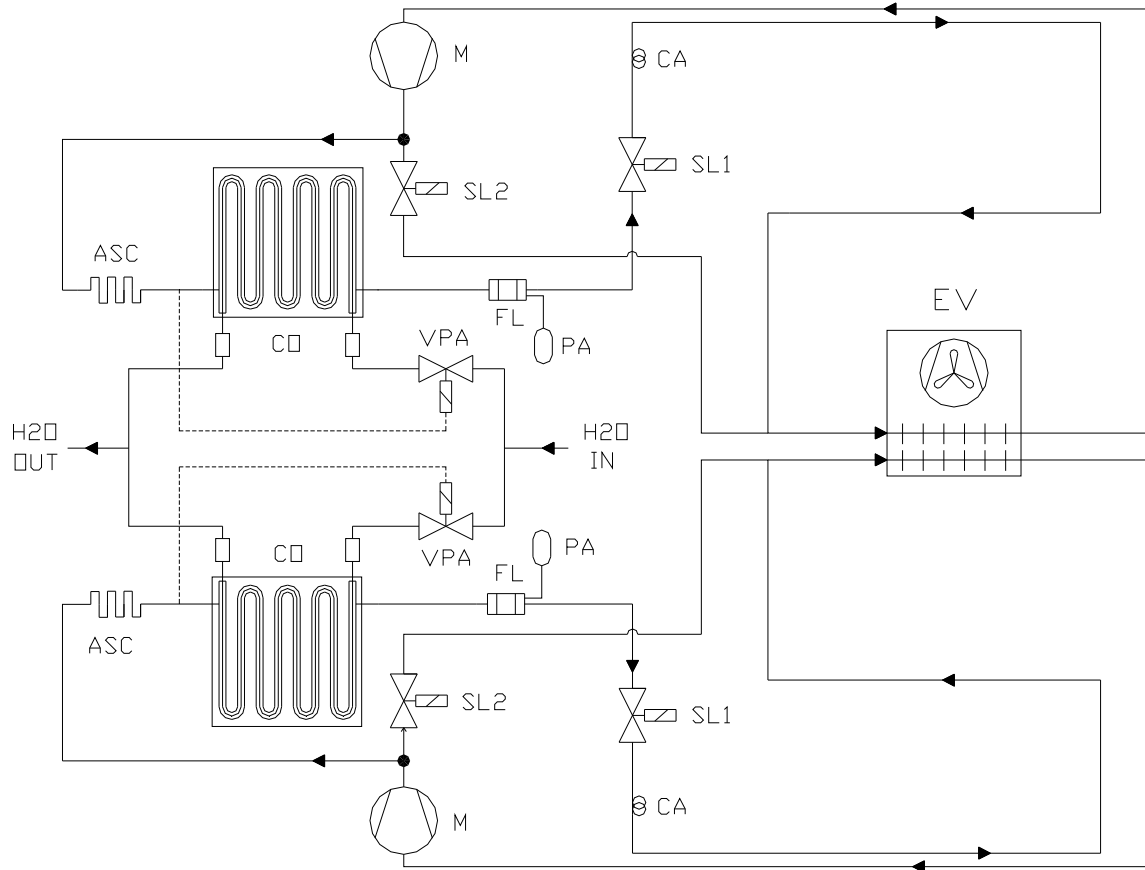 M
CA
SL1
SL2
ASC
EV
FL
CO
VPA
PA
H2O
OUT
H2O
IN
VPA
PA
CO
FL
ASC
SL2
SL1
CA
M